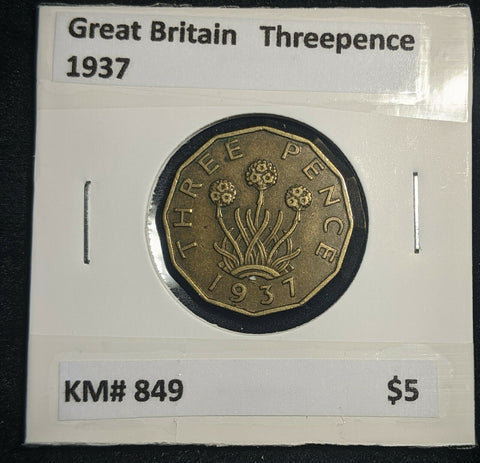 Great Britain Threepence
1937
THREE PENCE
1937
KM# 849 $5